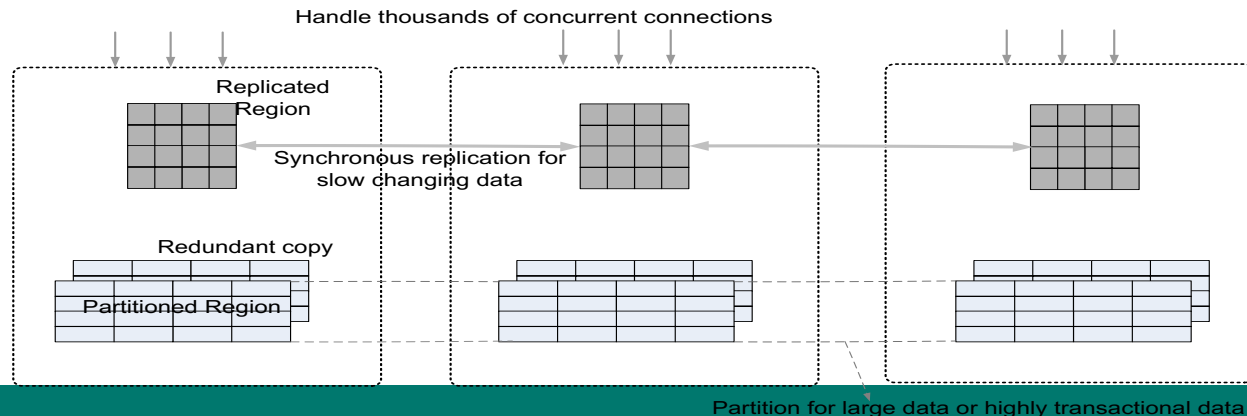 Handle thousands of concurrent connections
Replicated
Region
Synchronous replication for
slow changing data
Redundant copy
Partitioned Region
Partition for large data or highly transactional data